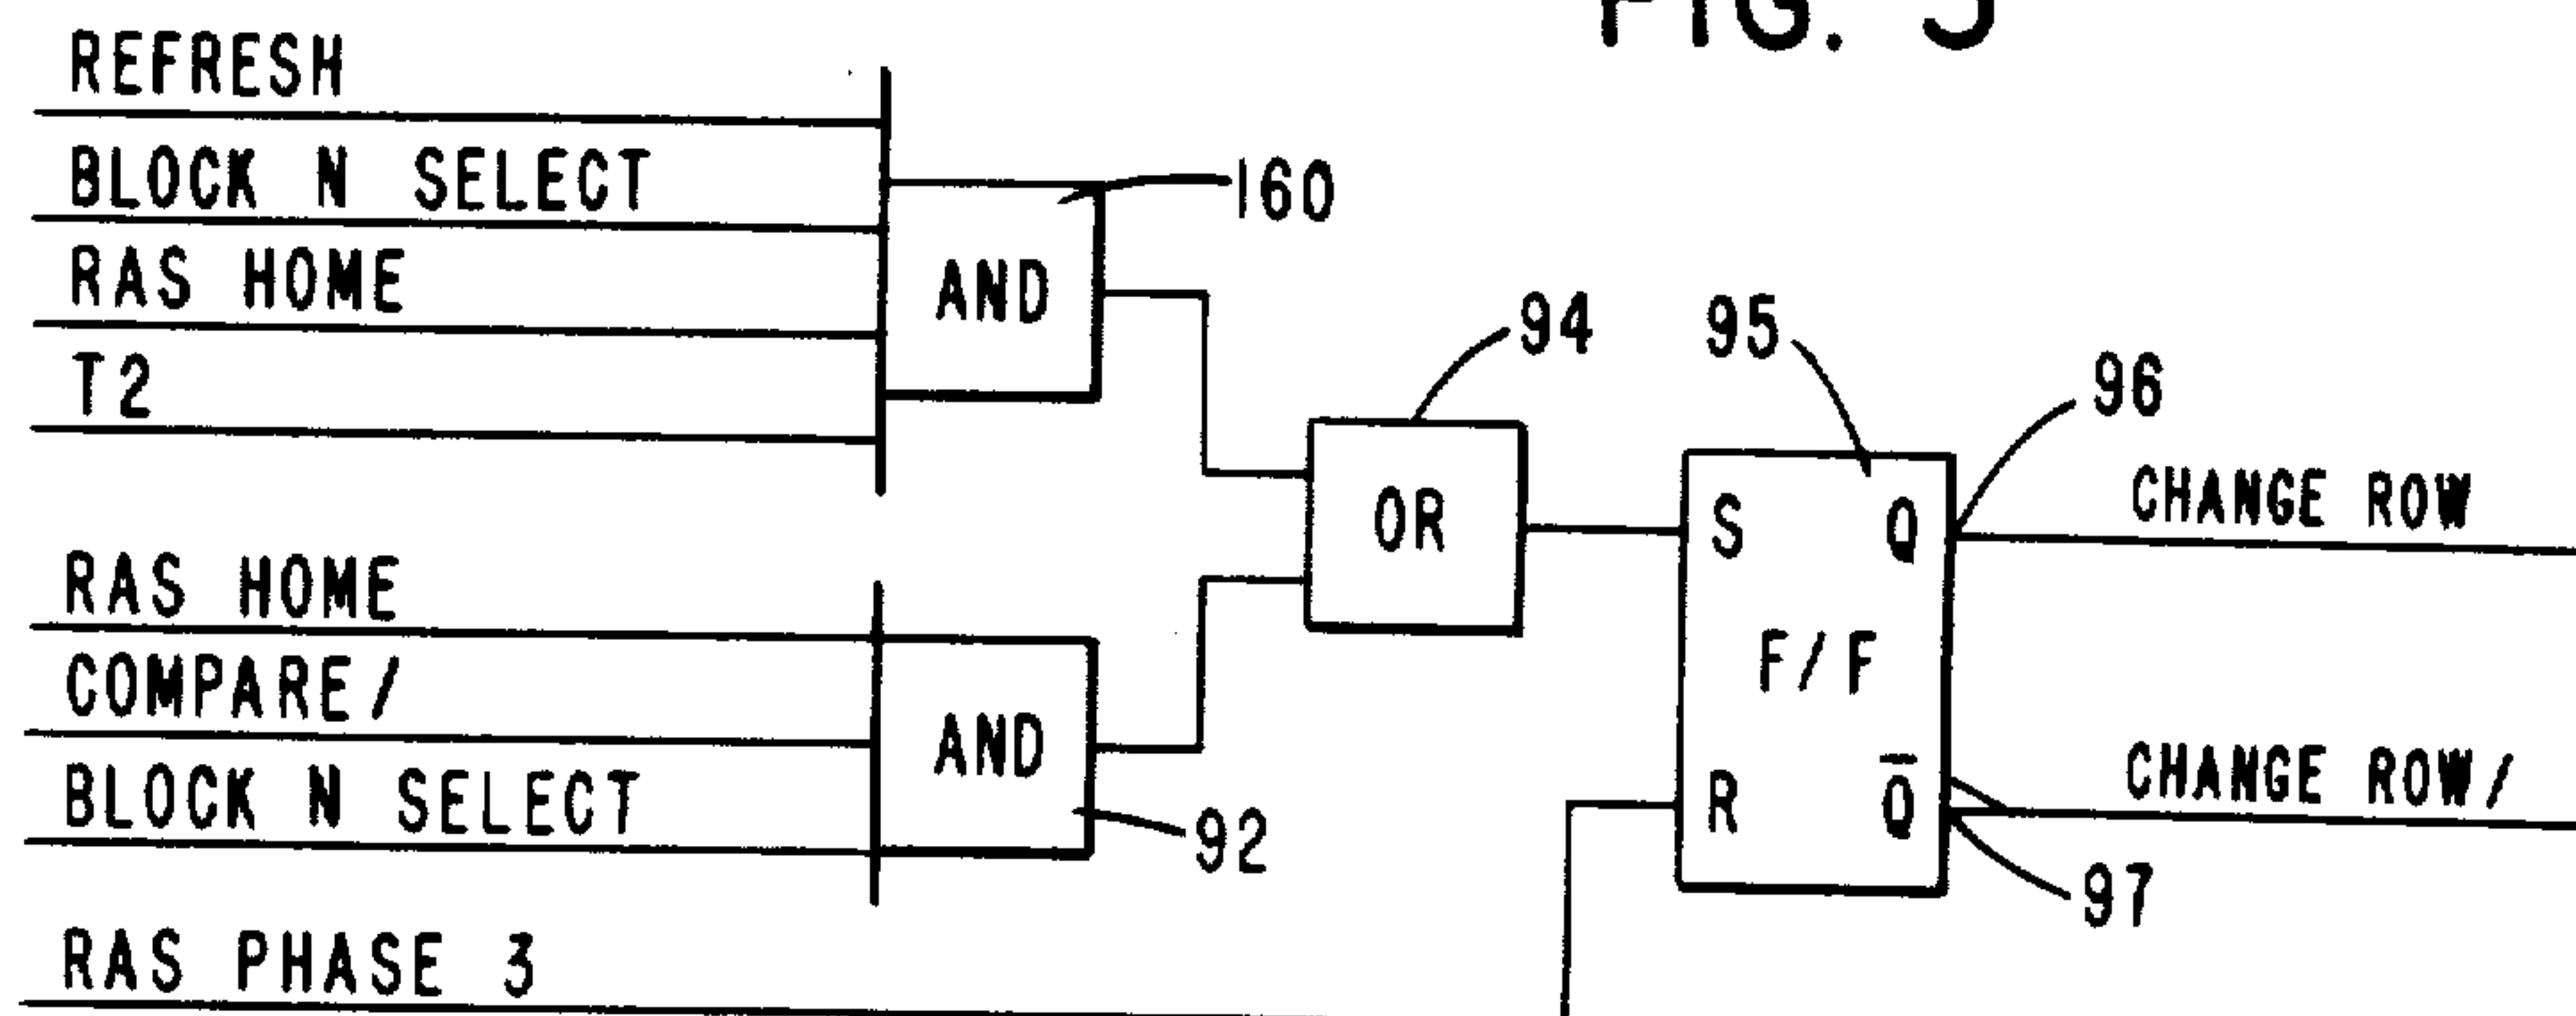 FIG. 5
REFRESH
BLOCK N SELECT
160
RAS HOME
AND
T2
94
95
96
OR
S
Q
CHANGE ROW
RAS HOME
F/F
COMPARE/
AND
BLOCK N SELECT
92
R
Q̅
CHANGE ROW/
97
RAS PHASE 3